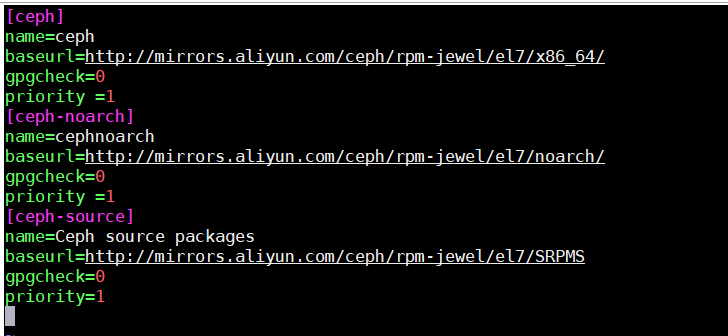 [ceph]
name=ceph
baseurl=http://mirrors.aliyun.com/ceph/rpm-jewel/el7/x86_64/
gpgcheck=0
priority =1
[ceph-noarch]
name=cephnoarch
baseurl=http://mirrors.aliyun.com/ceph/rpm-jewel/el7/noarch/
gpgcheck=0
priority =1
[ceph-source]
name=Ceph source packages
baseurl=http://mirrors.aliyun.com/ceph/rpm-jewel/el7/SRPMS
gpgcheck=0
priority=1